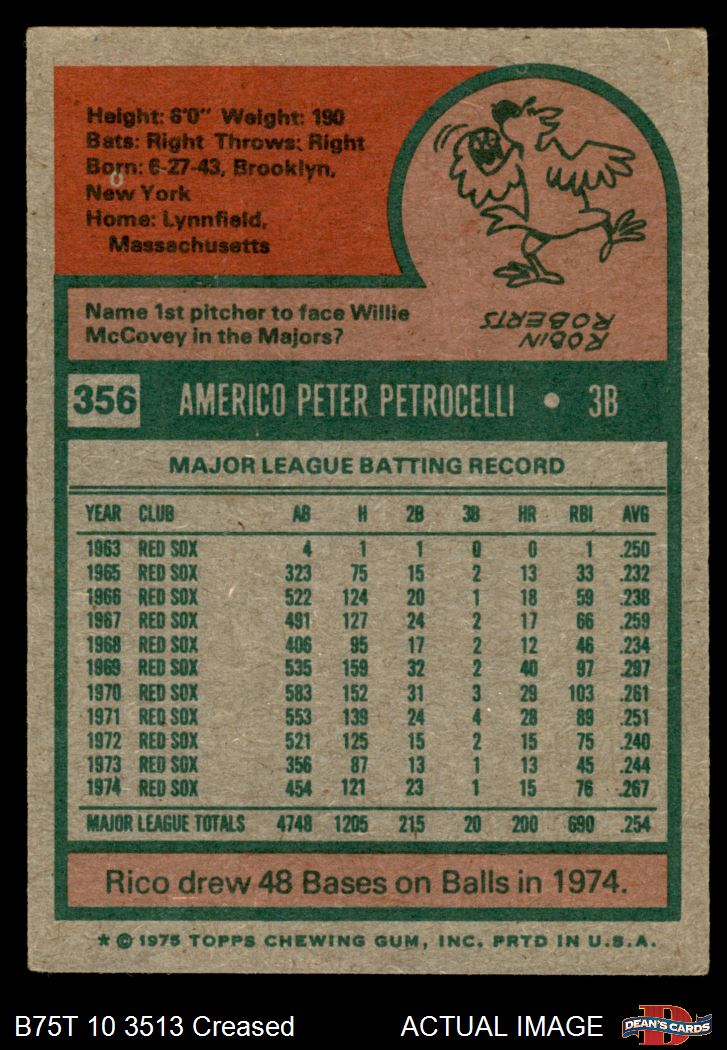 Height: 6'0" Weight: 190
Bats: Right Throws: Right
Born: 6-27-43, Brooklyn,
New York
Home: Lynnfield,
Massachusetts
Name 1st pitcher to face Willie
McCovey in the Majors?
ROBIN
ROBERTS
356 AMERICO PETER PETROCELLI • 3B
MAJOR LEAGUE BATTING RECORD
YEAR CLUB AB H 2B 3B HR RBI AVG
1963 RED SOX 4 1 1 0 0 1 .250
1965 RED SOX 323 75 15 2 13 33 .232
1966 RED SOX 522 124 20 1 18 59 .238
1967 RED SOX 491 127 24 2 17 66 .259
1968 RED SOX 406 95 17 2 12 46 .234
1969 RED SOX 535 159 32 2 40 97 .297
1970 RED SOX 583 152 31 3 29 103 .261
1971 RED SOX 553 139 24 4 28 89 .251
1972 RED SOX 521 125 15 2 15 75 .240
1973 RED SOX 356 87 13 1 13 45 .244
1974 RED SOX 454 121 23 1 15 76 .267
MAJOR LEAGUE TOTALS 4748 1205 215 20 200 690 .254
Rico drew 48 Bases on Balls in 1974.
* © 1975 TOPPS CHEWING GUM, INC. PRTD IN U.S.A.
B75T 10 3513 Creased ACTUAL IMAGE
D
DEAN'S CARDS